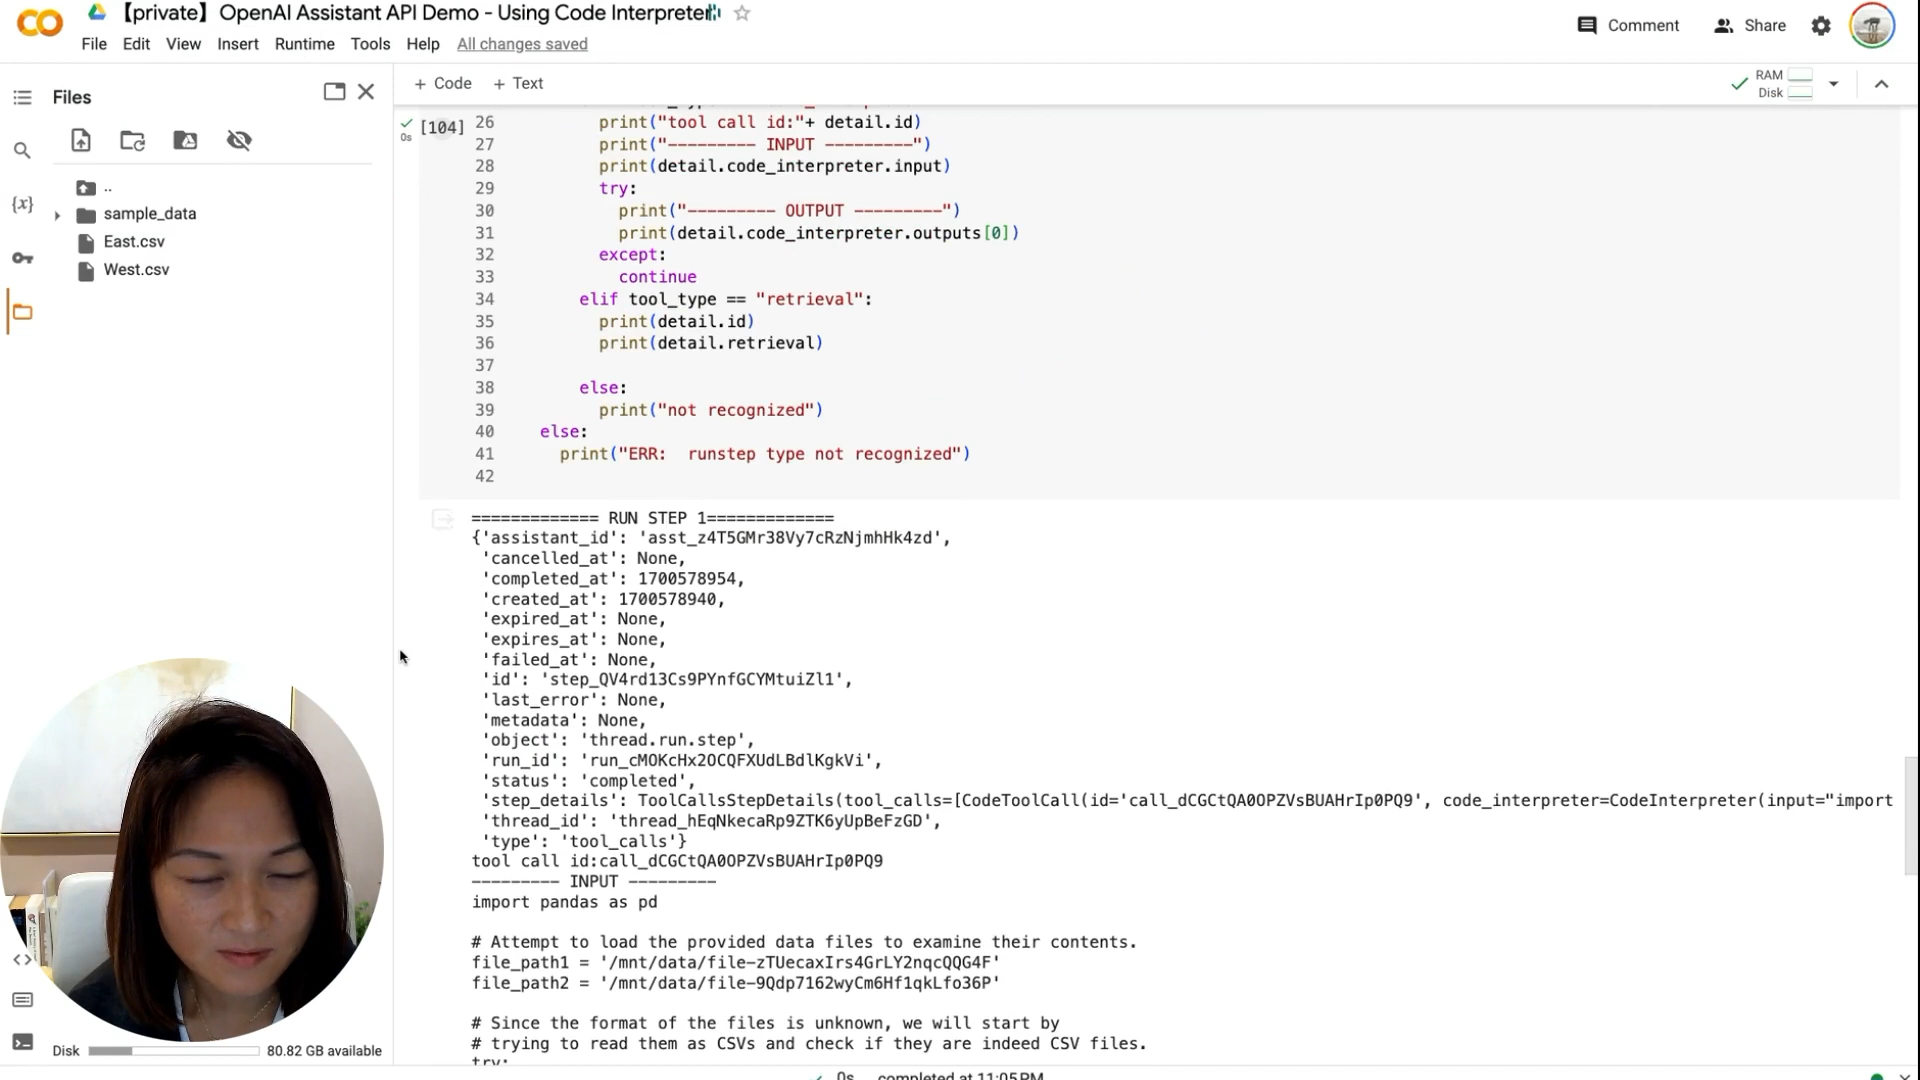 【private】OpenAI Assistant API Demo - Using Code Interpreter
File Edit View Insert Runtime Tools Help All changes saved
Comment Share
Files
+ Code + Text
RAM
Disk
..
sample_data
East.csv
West.csv
{x}
0s
[104]
26 print("tool call id:"+ detail.id)
27 print("--------- INPUT ---------")
28 print(detail.code_interpreter.input)
29 try:
30 print("--------- OUTPUT ---------")
31 print(detail.code_interpreter.outputs[0])
32 except:
33 continue
34 elif tool_type == "retrieval":
35 print(detail.id)
36 print(detail.retrieval)
37
38 else:
39 print("not recognized")
40 else:
41 print("ERR:  runstep type not recognized")
42
============= RUN STEP 1=============
{'assistant_id': 'asst_z4T5GMr38Vy7cRzNjmhHk4zd',
'cancelled_at': None,
'completed_at': 1700578954,
'created_at': 1700578940,
'expired_at': None,
'expires_at': None,
'failed_at': None,
'id': 'step_QV4rd13Cs9PYnfGCYMtuiZl1',
'last_error': None,
'metadata': None,
'object': 'thread.run.step',
'run_id': 'run_cMOKcHx2OCQFXUdLBdlKgkVi',
'status': 'completed',
'step_details': ToolCallsStepDetails(tool_calls=[CodeToolCall(id='call_dCGCtQA0OPZVsBUAHrIp0PQ9', code_interpreter=CodeInterpreter(input="import
'thread_id': 'thread_hEqNkecaRp9ZTK6yUpBeFzGD',
'type': 'tool_calls'}
tool call id:call_dCGCtQA0OPZVsBUAHrIp0PQ9
--------- INPUT ---------
import pandas as pd
# Attempt to load the provided data files to examine their contents.
file_path1 = '/mnt/data/file-zTUecaxIrs4GrLY2nqcQQG4F'
file_path2 = '/mnt/data/file-9Qdp7162wyCm6Hf1qkLfo36P'
# Since the format of the files is unknown, we will start by
# trying to read them as CSVs and check if they are indeed CSV files.
try:
Disk 80.82 GB available
0s completed at 11:05 PM